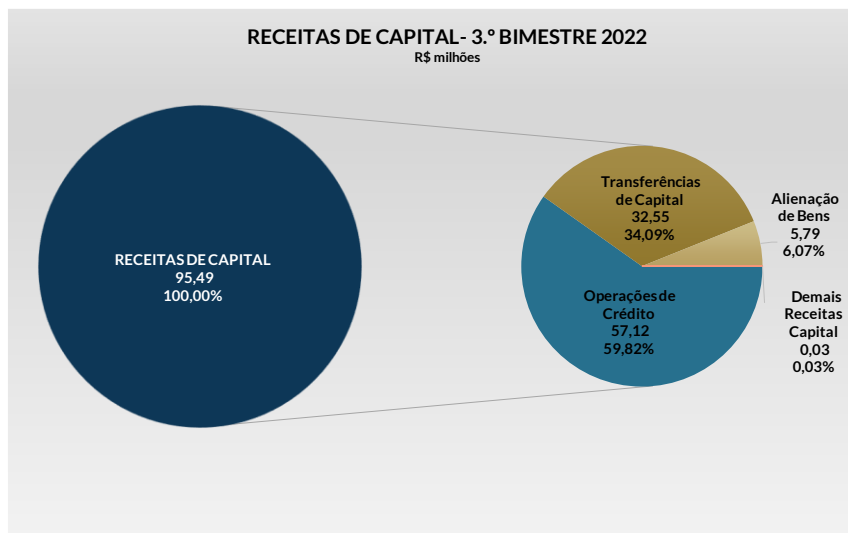 RECEITAS DE CAPITAL- 3.º BIMESTRE 2022
R$ milhões
RECEITAS DE CAPITAL
95,49
100,00%
Transferências
de Capital
32,55
34,09%
Alienação
de Bens
5,79
6,07%
Operações de
Crédito
57,12
59,82%
Demais
Receitas
Capital
0,03
0,03%